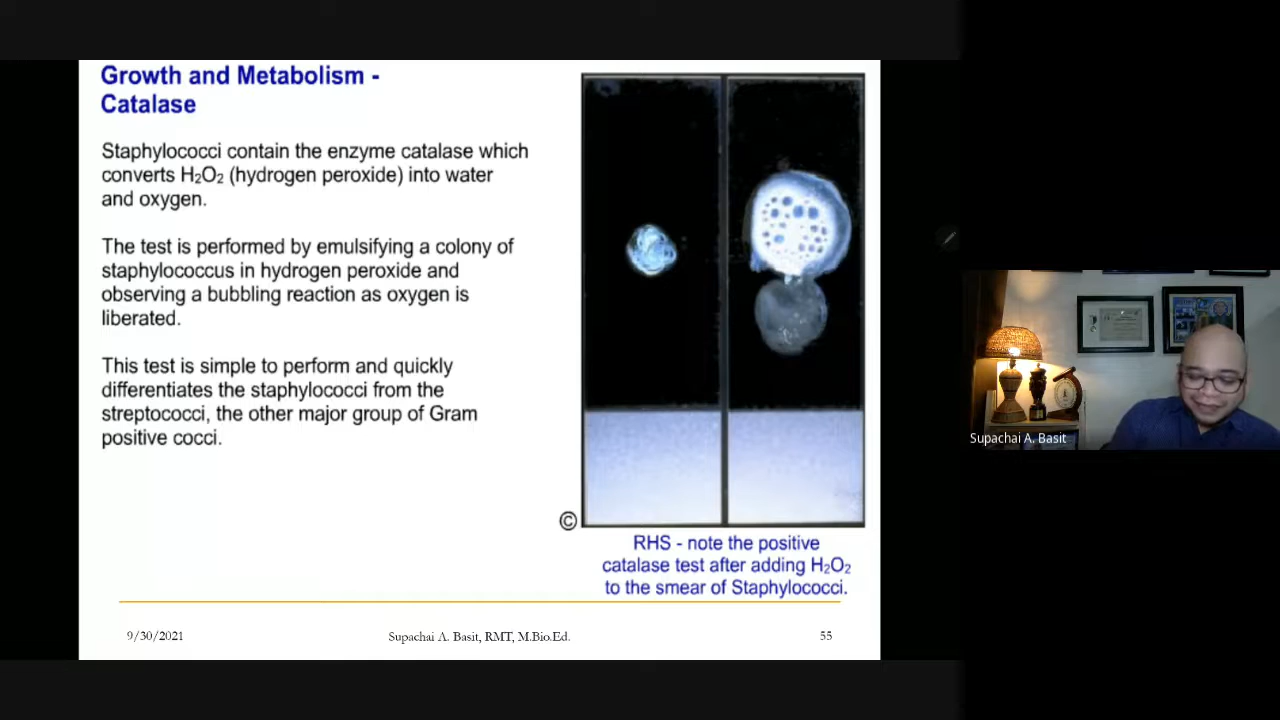 Growth and Metabolism -
Catalase
Staphylococci contain the enzyme catalase which
converts H₂O₂ (hydrogen peroxide) into water
and oxygen.
The test is performed by emulsifying a colony of
staphylococcus in hydrogen peroxide and
observing a bubbling reaction as oxygen is
liberated.
This test is simple to perform and quickly
differentiates the staphylococci from the
streptococci, the other major group of Gram
positive cocci.
©
RHS - note the positive
catalase test after adding H₂O₂
to the smear of Staphylococci.
9/30/2021
Supachai A. Basit, RMT, M.Bio.Ed.
55
Supachai A. Basit